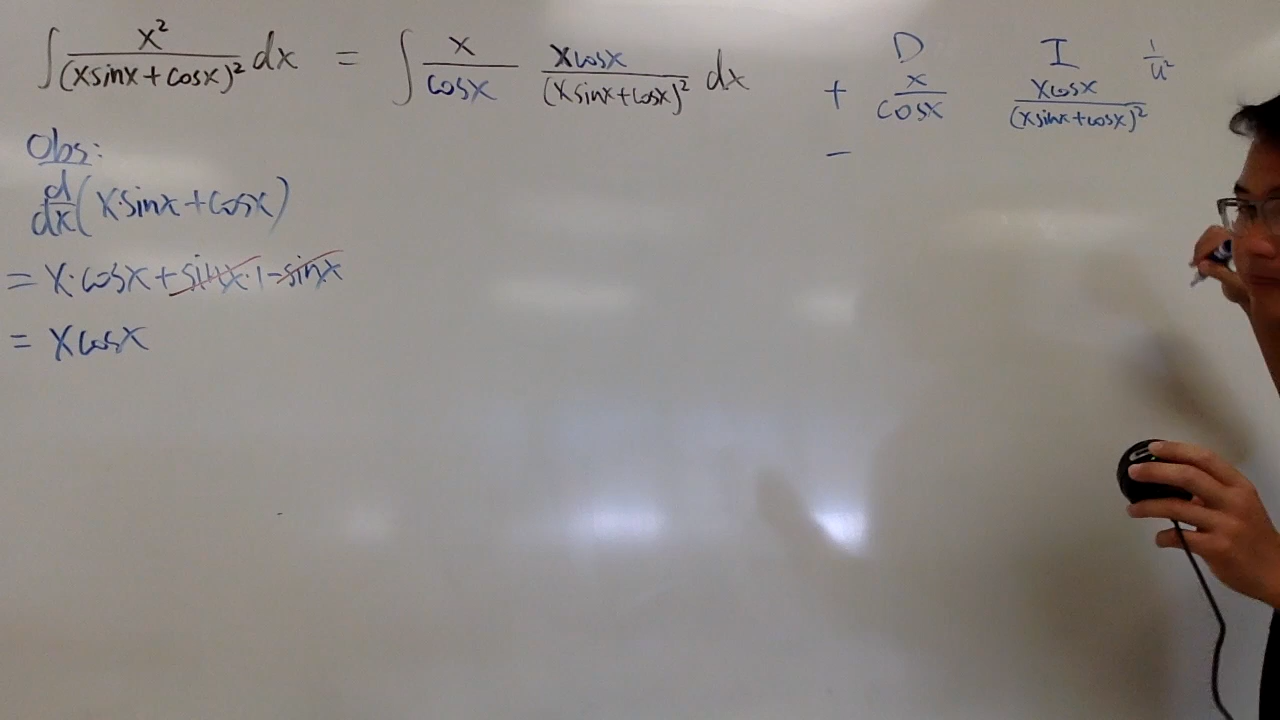 ∫ x²/(xsinx+cosx)² dx = ∫ x/cosx xcosx/(xsinx+cosx)² dx
Obs:
d/dx(x·sinx+cosx)
= x·cosx+sinx·1-sinx
= xcosx
D I 1/u²
+ x/cosx xcosx/(xsinx+cosx)²
-